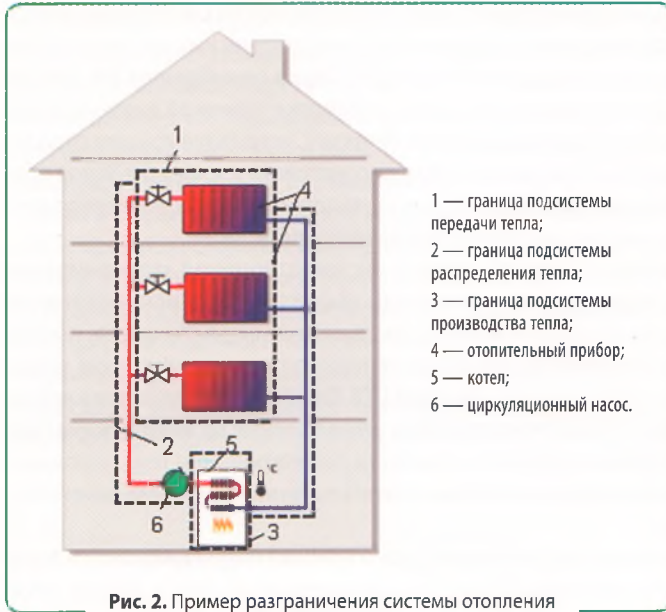 1
4
2
5
°C
6
3
1 — граница подсистемы
передачи тепла;
2 — граница подсистемы
распределения тепла;
3 — граница подсистемы
производства тепла;
4 — отопительный прибор;
5 — котел;
6 — циркуляционный насос.
Рис. 2. Пример разграничения системы отопления